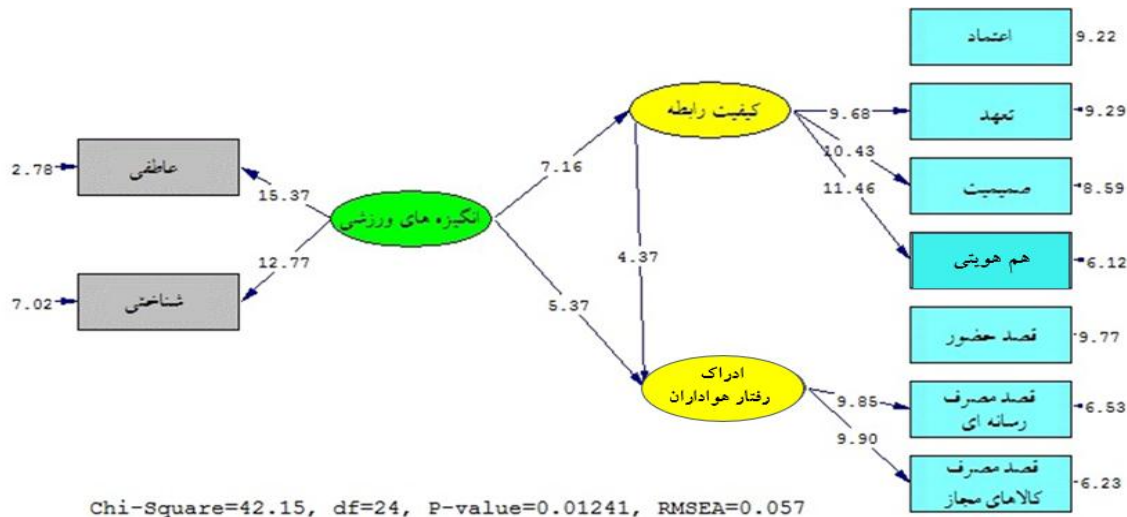 اعتماد
9.22
کیفیت رابطه
9.68
تعهد
9.29
10.43
2.78
عاطفی
15.37
7.16
11.46
صمیمیت
8.59
انگیزه های ورزشی
12.77
4.37
هم هویتی
6.12
7.02
شناختی
5.37
قصد حضور
9.77
ادراک
رفتار هواداران
9.85
قصد مصرف
رسانه ای
6.53
9.90
قصد مصرف
کالاهای مجاز
6.23
Chi-Square=42.15, df=24, P-value=0.01241, RMSEA=0.057